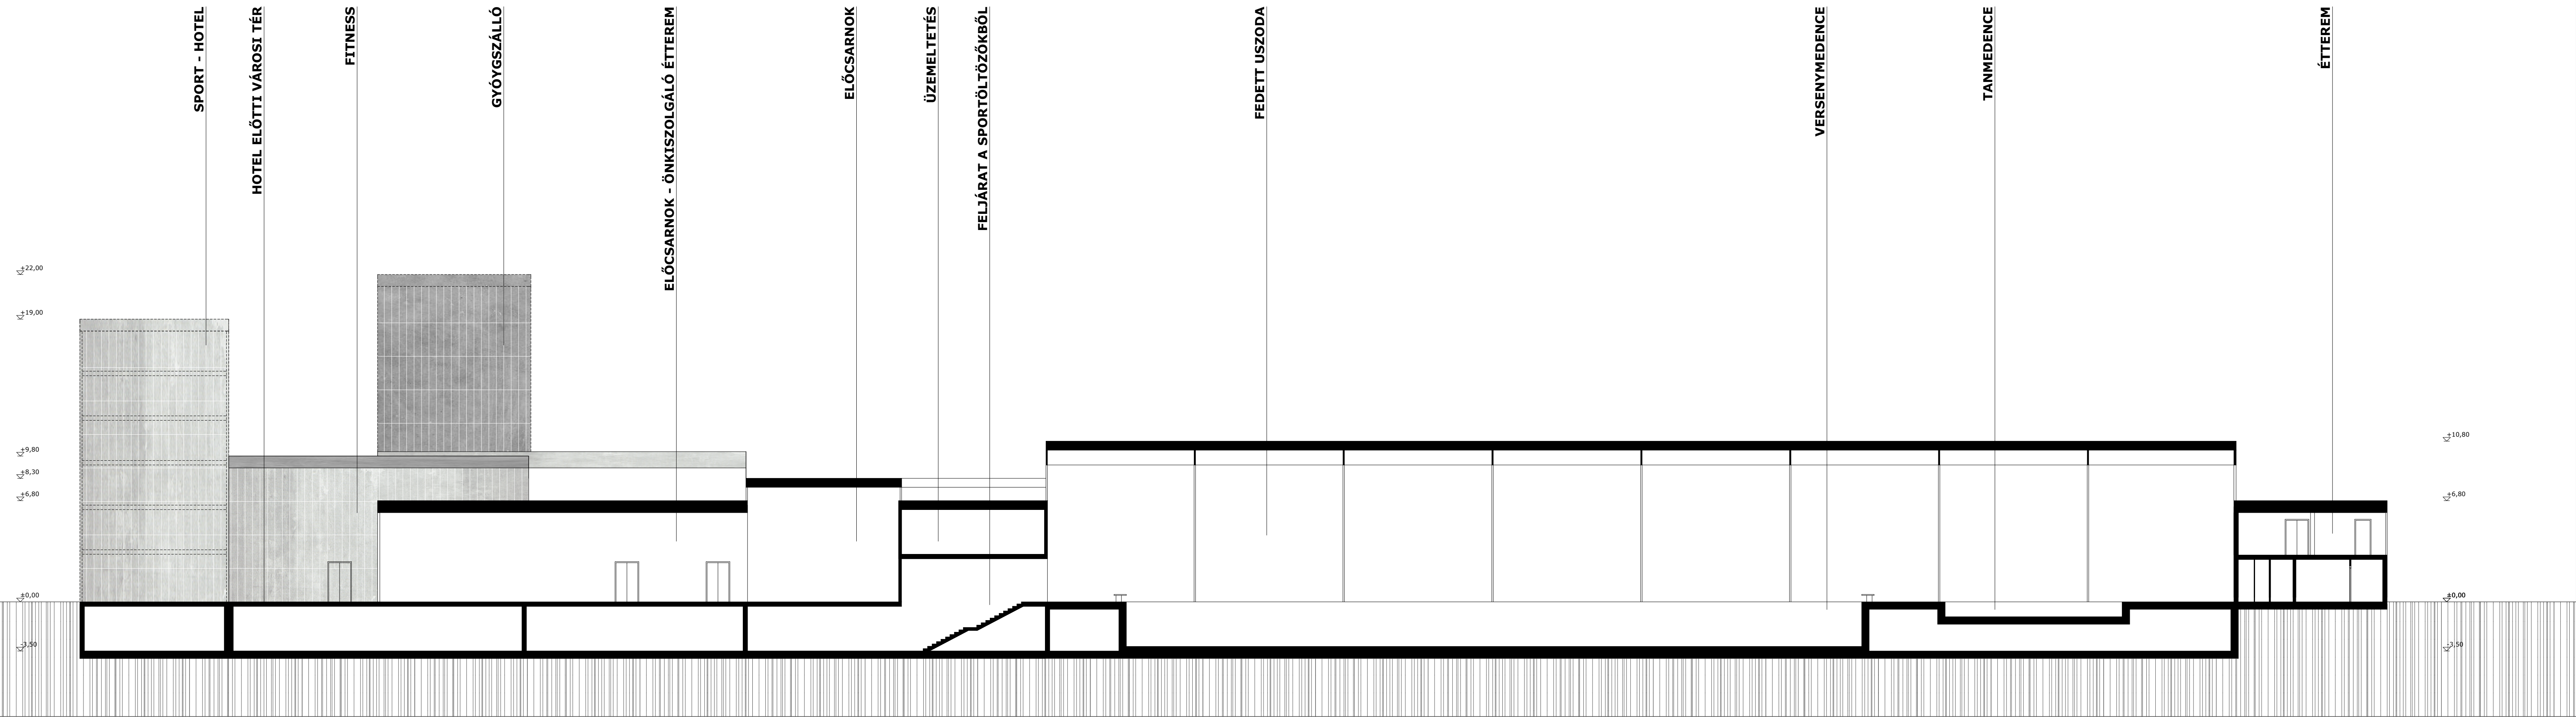 SPORT - HOTEL
HOTEL ELŐTTI VÁROSI TÉR
FITNESS
GYÓYGSZÁLLÓ
ELŐCSARNOK - ÖNKISZOLGÁLÓ ÉTTEREM
ELŐCSARNOK
ÜZEMELTETÉS
FELJÁRAT A SPORTÖLTÖZŐKBŐL
FEDETT USZODA
VERSENYMEDENCE
TANMEDENCE
ÉTTEREM
±22,00
±19,00
±9,80
±8,30
±6,80
±0,00
-3,50
±10,80
±6,80
±0,00
-3,50